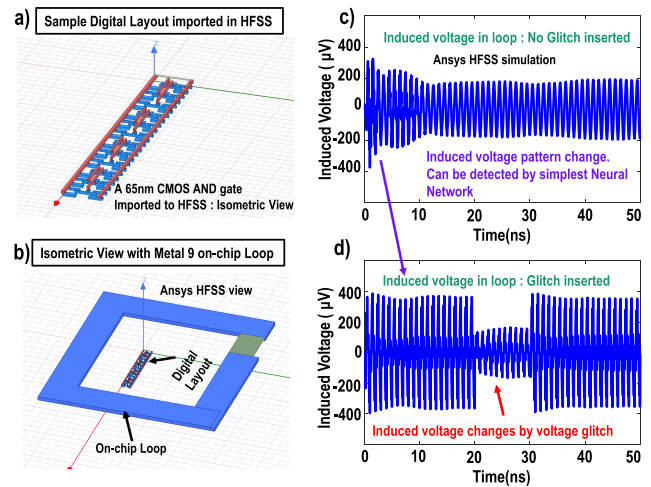 a)
Sample Digital Layout imported in HFSS
Z
A 65nm CMOS AND gate
Imported to HFSS : Isometric View
b)
Isometric View with Metal 9 on-chip Loop
Ansys HFSS view
Z
Digital
Layout
On-chip Loop
c)
Induced Voltage ( µV)
400
200
0
-200
-400
Induced voltage in loop : No Glitch inserted
Ansys HFSS simulation
Induced voltage pattern change.
Can be detected by simplest Neural
Network
0 10 20 30 40 50
Time(ns)
d)
Induced Voltage ( µV)
400
200
0
-200
-400
Induced voltage in loop : Glitch inserted
Induced voltage changes by voltage glitch
0 10 20 30 40 50
Time(ns)